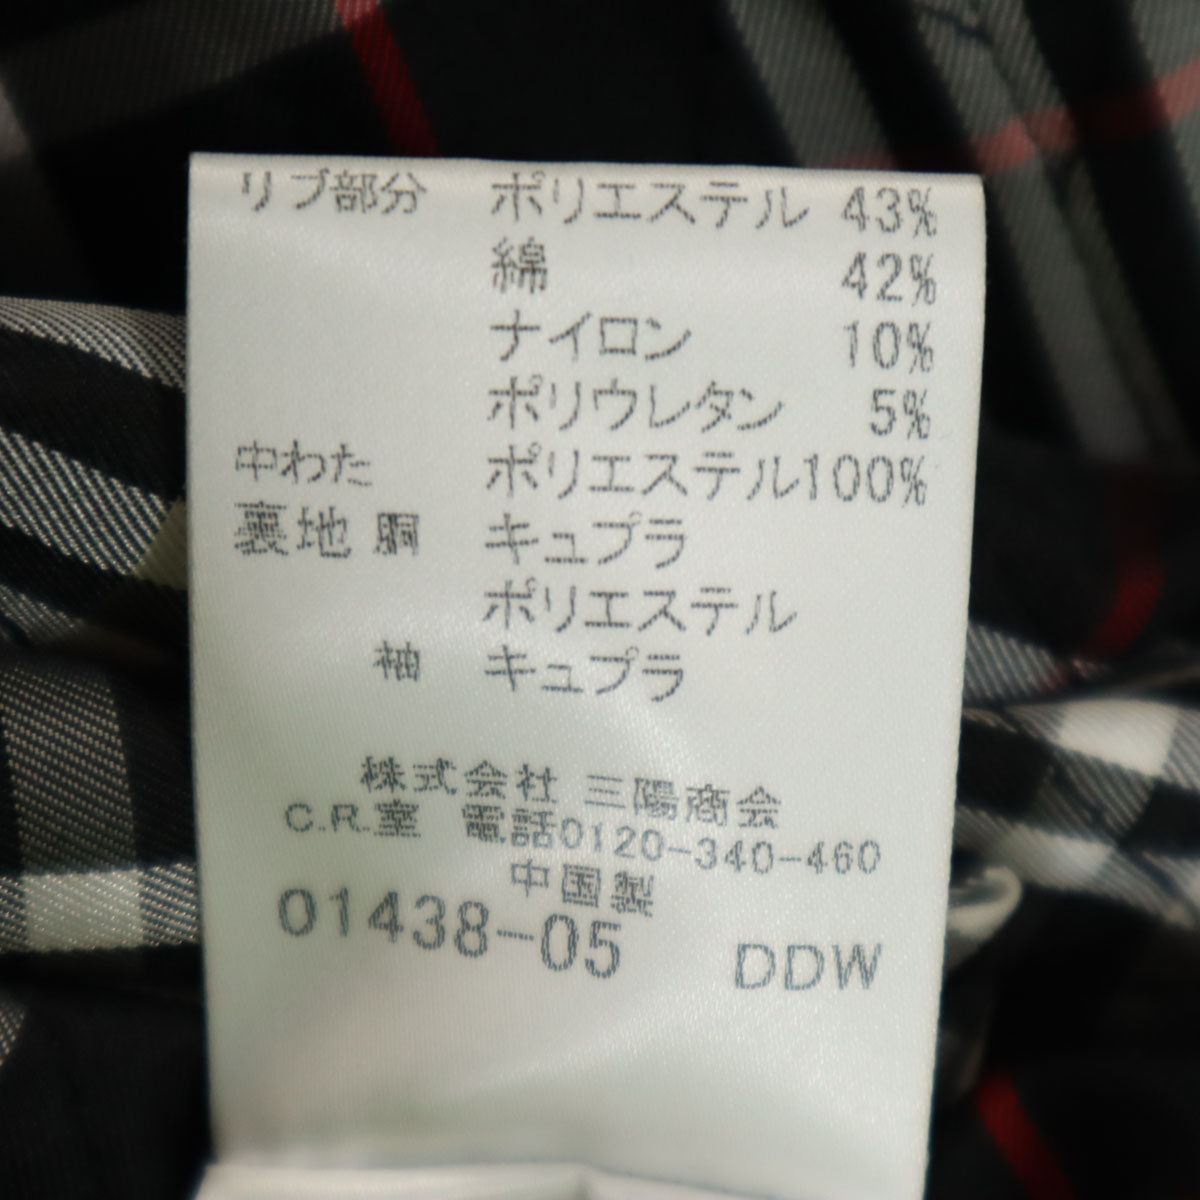 リブ部分 ポリエステル 43%
綿 42%
ナイロン 10%
ポリウレタン 5%
中わた ポリエステル100%
裏地 胴 キュプラ
ポリエステル
袖 キュプラ
株式会社 三陽商会
C.R.室 電話0120-340-460
中国製
01438-05 DDW